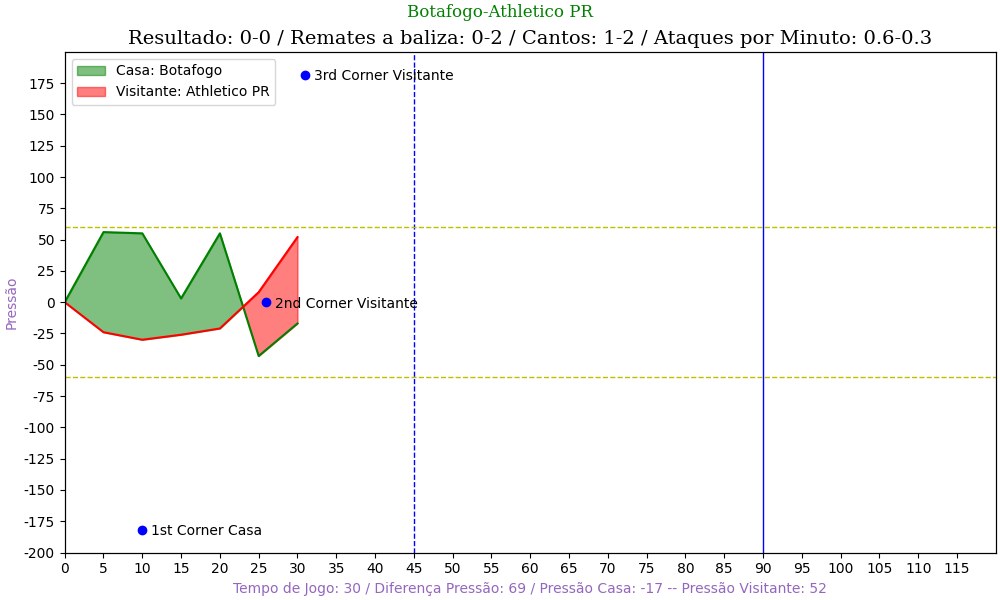 Botafogo-Athletico PR
Resultado: 0-0 / Remates a baliza: 0-2 / Cantos: 1-2 / Ataques por Minuto: 0.6-0.3
Casa: Botafogo
Visitante: Athletico PR
3rd Corner Visitante
2nd Corner Visitante
1st Corner Casa
Pressão
175
150
125
100
75
50
25
0
-25
-50
-75
-100
-125
-150
-175
-200
0 5 10 15 20 25 30 35 40 45 50 55 60 65 70 75 80 85 90 95 100 105 110 115
Tempo de Jogo: 30 / Diferença Pressão: 69 / Pressão Casa: -17 -- Pressão Visitante: 52